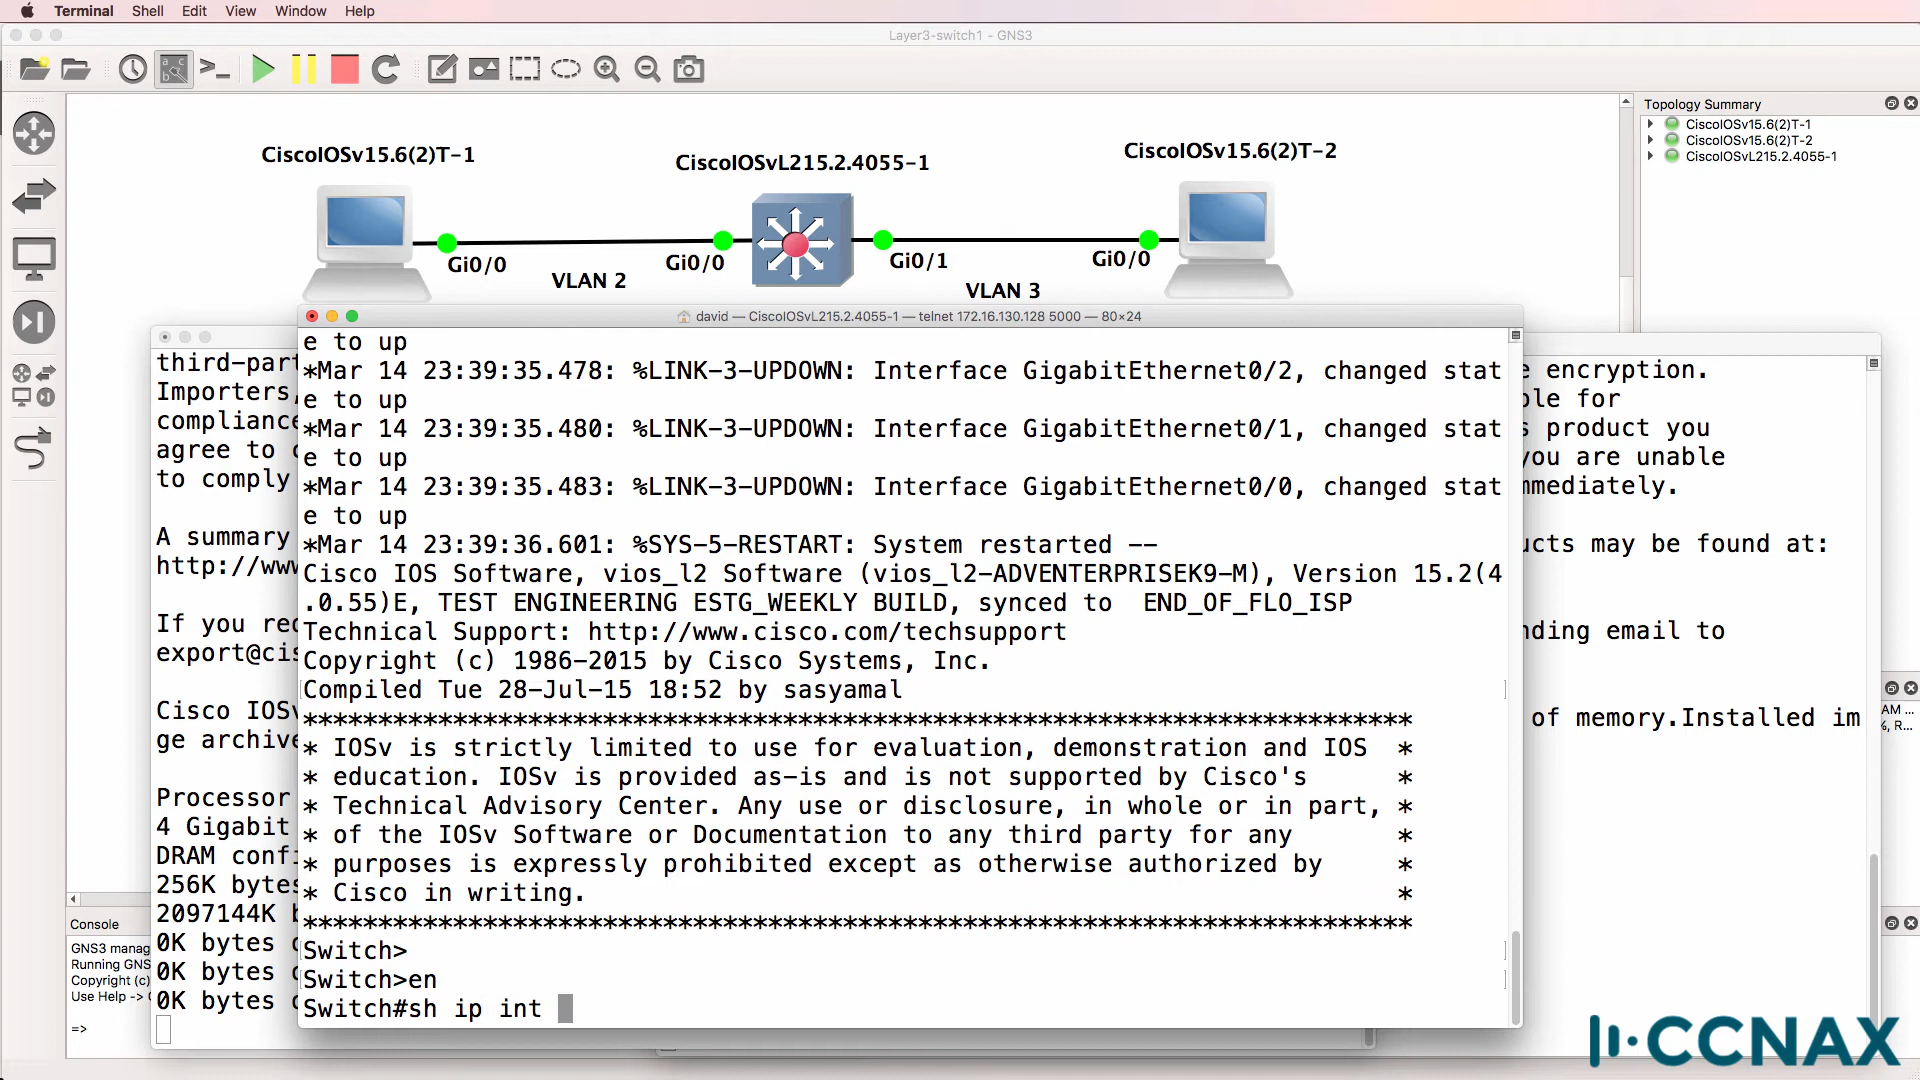 Terminal Shell Edit View Window Help
Layer3-switch1 - GNS3
Topology Summary
CiscoIOSv15.6(2)T-1
CiscoIOSv15.6(2)T-2
CiscoIOSvL215.2.4055-1
CiscoIOSv15.6(2)T-1
CiscoIOSvL215.2.4055-1
CiscoIOSv15.6(2)T-2
Gi0/0
VLAN 2
Gi0/0
Gi0/1
VLAN 3
Gi0/0
david — CiscoIOSvL215.2.4055-1 — telnet 172.16.130.128 5000 — 80×24
e to up
*Mar 14 23:39:35.478: %LINK-3-UPDOWN: Interface GigabitEthernet0/2, changed stat
e to up
*Mar 14 23:39:35.480: %LINK-3-UPDOWN: Interface GigabitEthernet0/1, changed stat
e to up
*Mar 14 23:39:35.483: %LINK-3-UPDOWN: Interface GigabitEthernet0/0, changed stat
e to up
*Mar 14 23:39:36.601: %SYS-5-RESTART: System restarted --
Cisco IOS Software, vios_l2 Software (vios_l2-ADVENTERPRISEK9-M), Version 15.2(4
.0.55)E, TEST ENGINEERING ESTG_WEEKLY BUILD, synced to  END_OF_FLO_ISP
Technical Support: http://www.cisco.com/techsupport
Copyright (c) 1986-2015 by Cisco Systems, Inc.
Compiled Tue 28-Jul-15 18:52 by sasyamal
**************************************************************************
* IOSv is strictly limited to use for evaluation, demonstration and IOS  *
* education. IOSv is provided as-is and is not supported by Cisco's      *
* Technical Advisory Center. Any use or disclosure, in whole or in part, *
* of the IOSv Software or Documentation to any third party for any       *
* purposes is expressly prohibited except as otherwise authorized by     *
* Cisco in writing.                                                      *
**************************************************************************
Switch>
Switch>en
Switch#sh ip int
third-part
Importers,
compliance
agree to
to comply
A summary
http://www
If you req
export@cis
Cisco IOSv
ge archive
Processor
4 Gigabit
DRAM confi
256K bytes
2097144K
0K bytes
0K bytes
0K bytes
e encryption.
ble for
s product you
you are unable
mmediately.
ucts may be found at:
nding email to
of memory.Installed im
AM ...
%, R...
Console
GNS3 manag
Running GNS
Copyright (c)
Use Help ->
=>
CCNAX